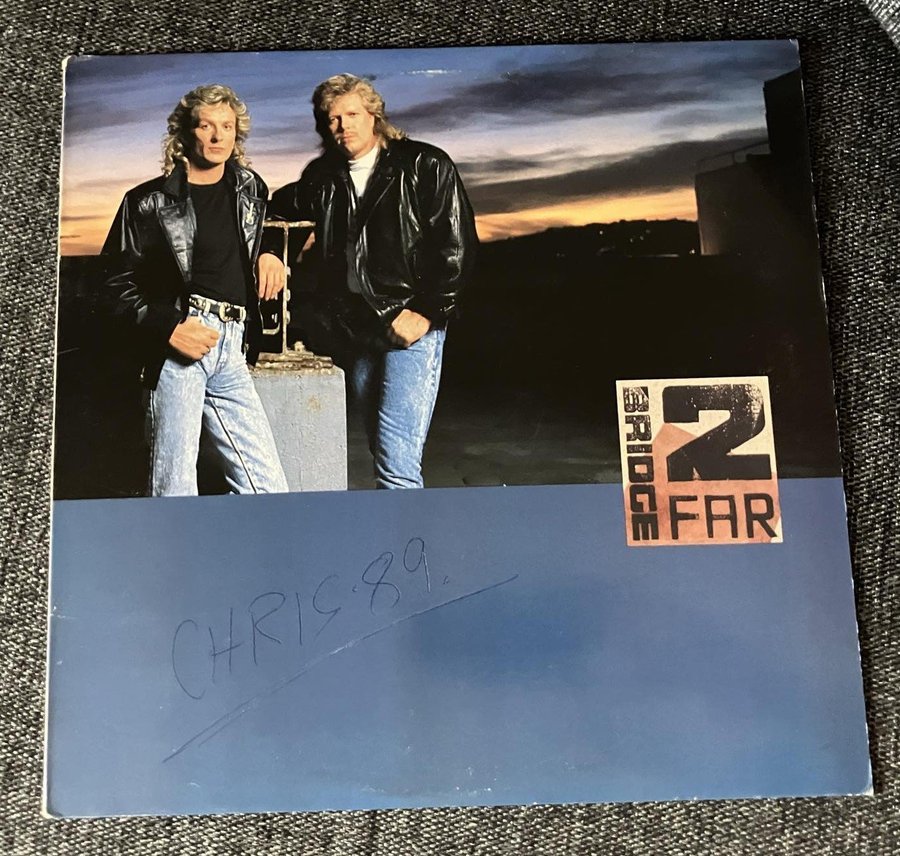 BRIDGE
2
FAR
CHRIS·89.